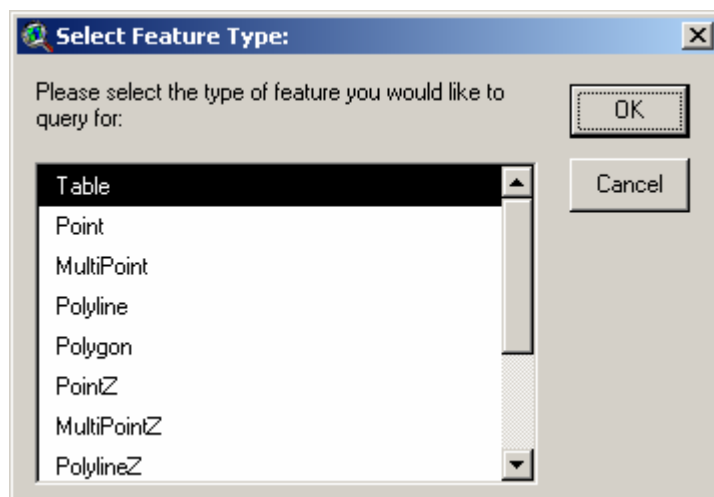 Select Feature Type:
Please select the type of feature you would like to
query for:
OK
Cancel
Table
Point
MultiPoint
Polyline
Polygon
PointZ
MultiPointZ
PolylineZ